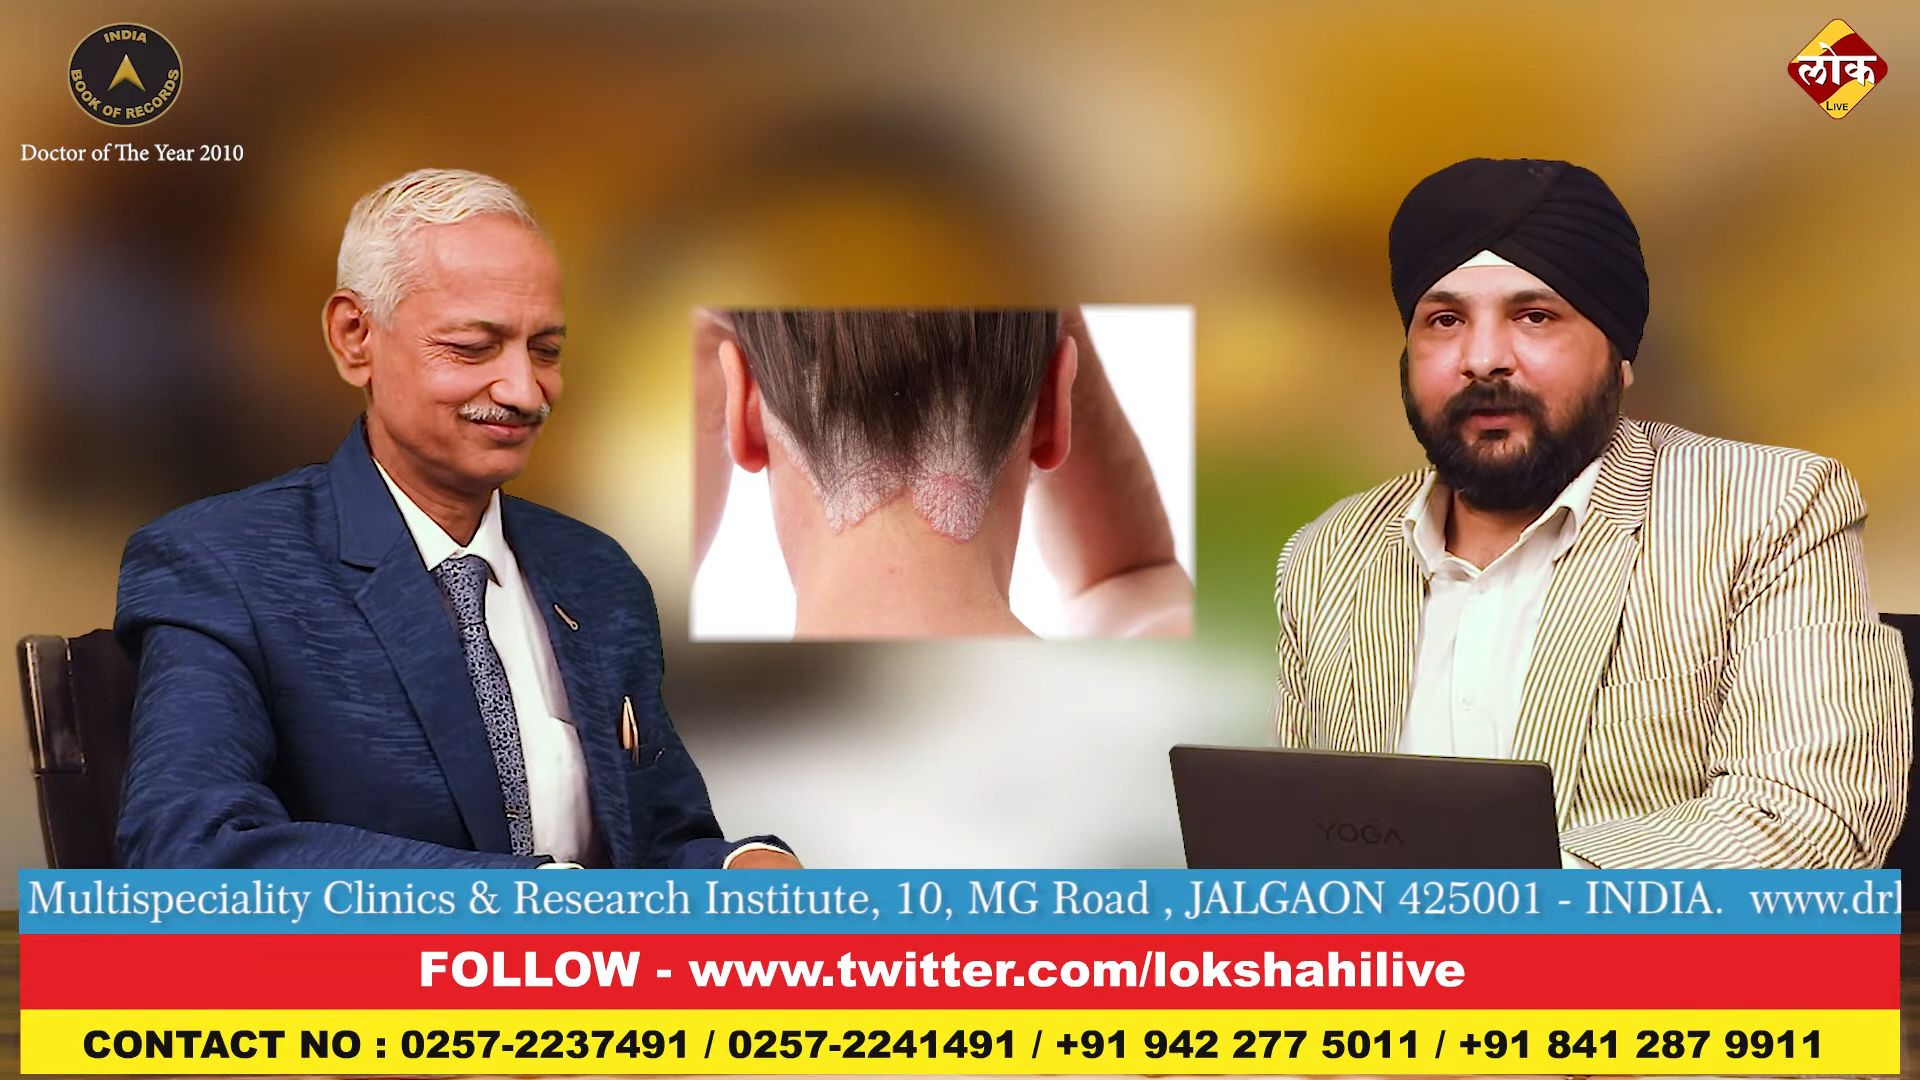 INDIA
BOOK OF RECORDS
Doctor of The Year 2010
लोक
LIVE
YOGA
Multispeciality Clinics & Research Institute, 10, MG Road , JALGAON 425001 - INDIA. www.drl
FOLLOW - www.twitter.com/lokshahilive
CONTACT NO : 0257-2237491 / 0257-2241491 / +91 942 277 5011 / +91 841 287 9911